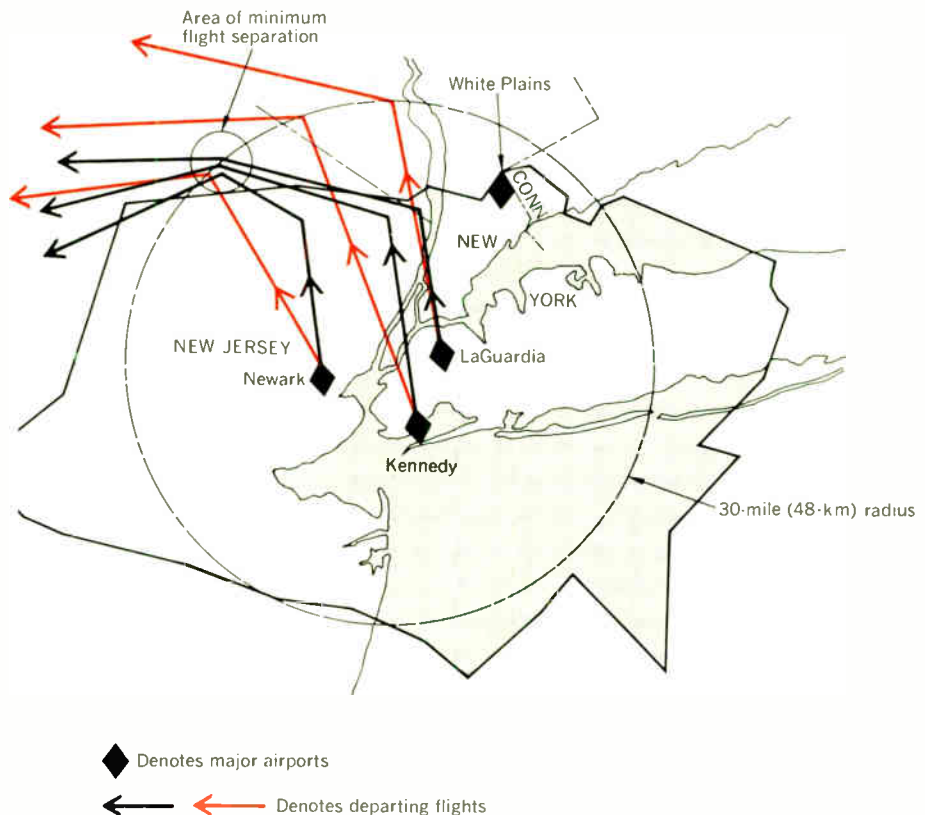 Area of minimum
flight separation
White Plains
CONN
NEW
YORK
NEW JERSEY
LaGuardia
Newark
Kennedy
30-mile (48-km) radius
Denotes major airports
Denotes departing flights